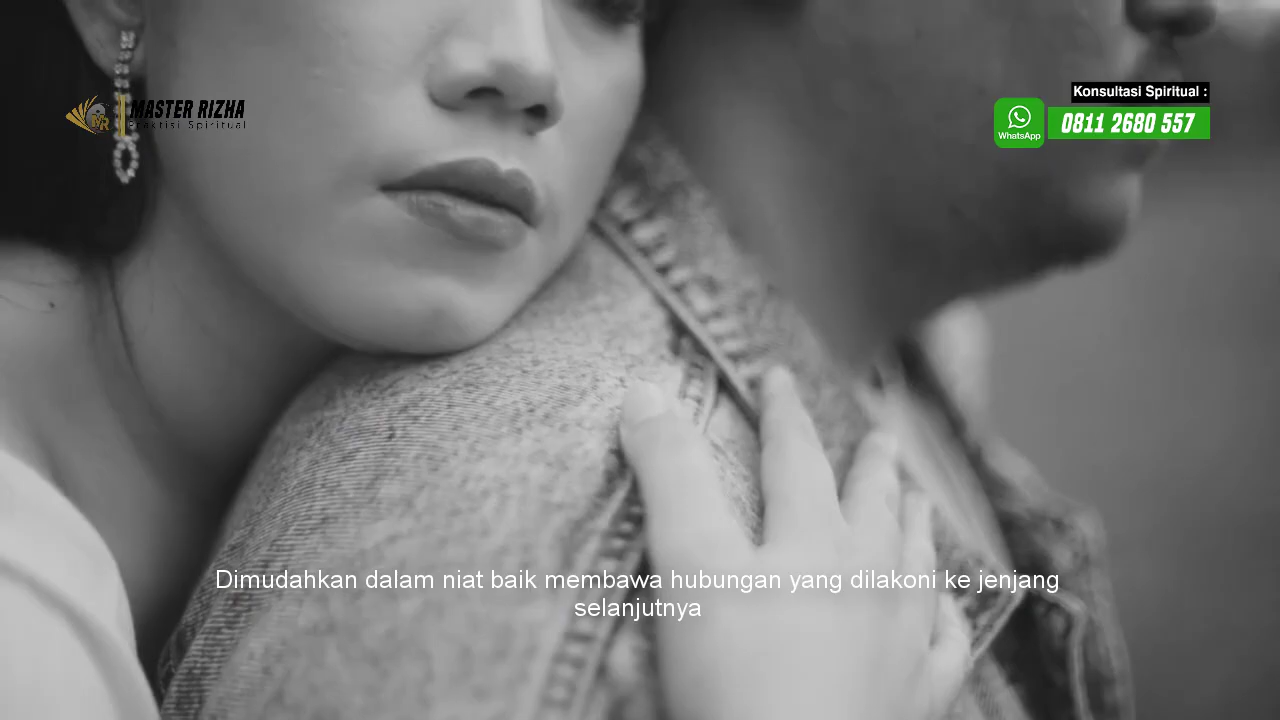 MASTER RIZHA
Praktisi Spiritual
MR
Konsultasi Spiritual :
WhatsApp
0811 2680 557
Dimudahkan dalam niat baik membawa hubungan yang dilakoni ke jenjang
selanjutnya